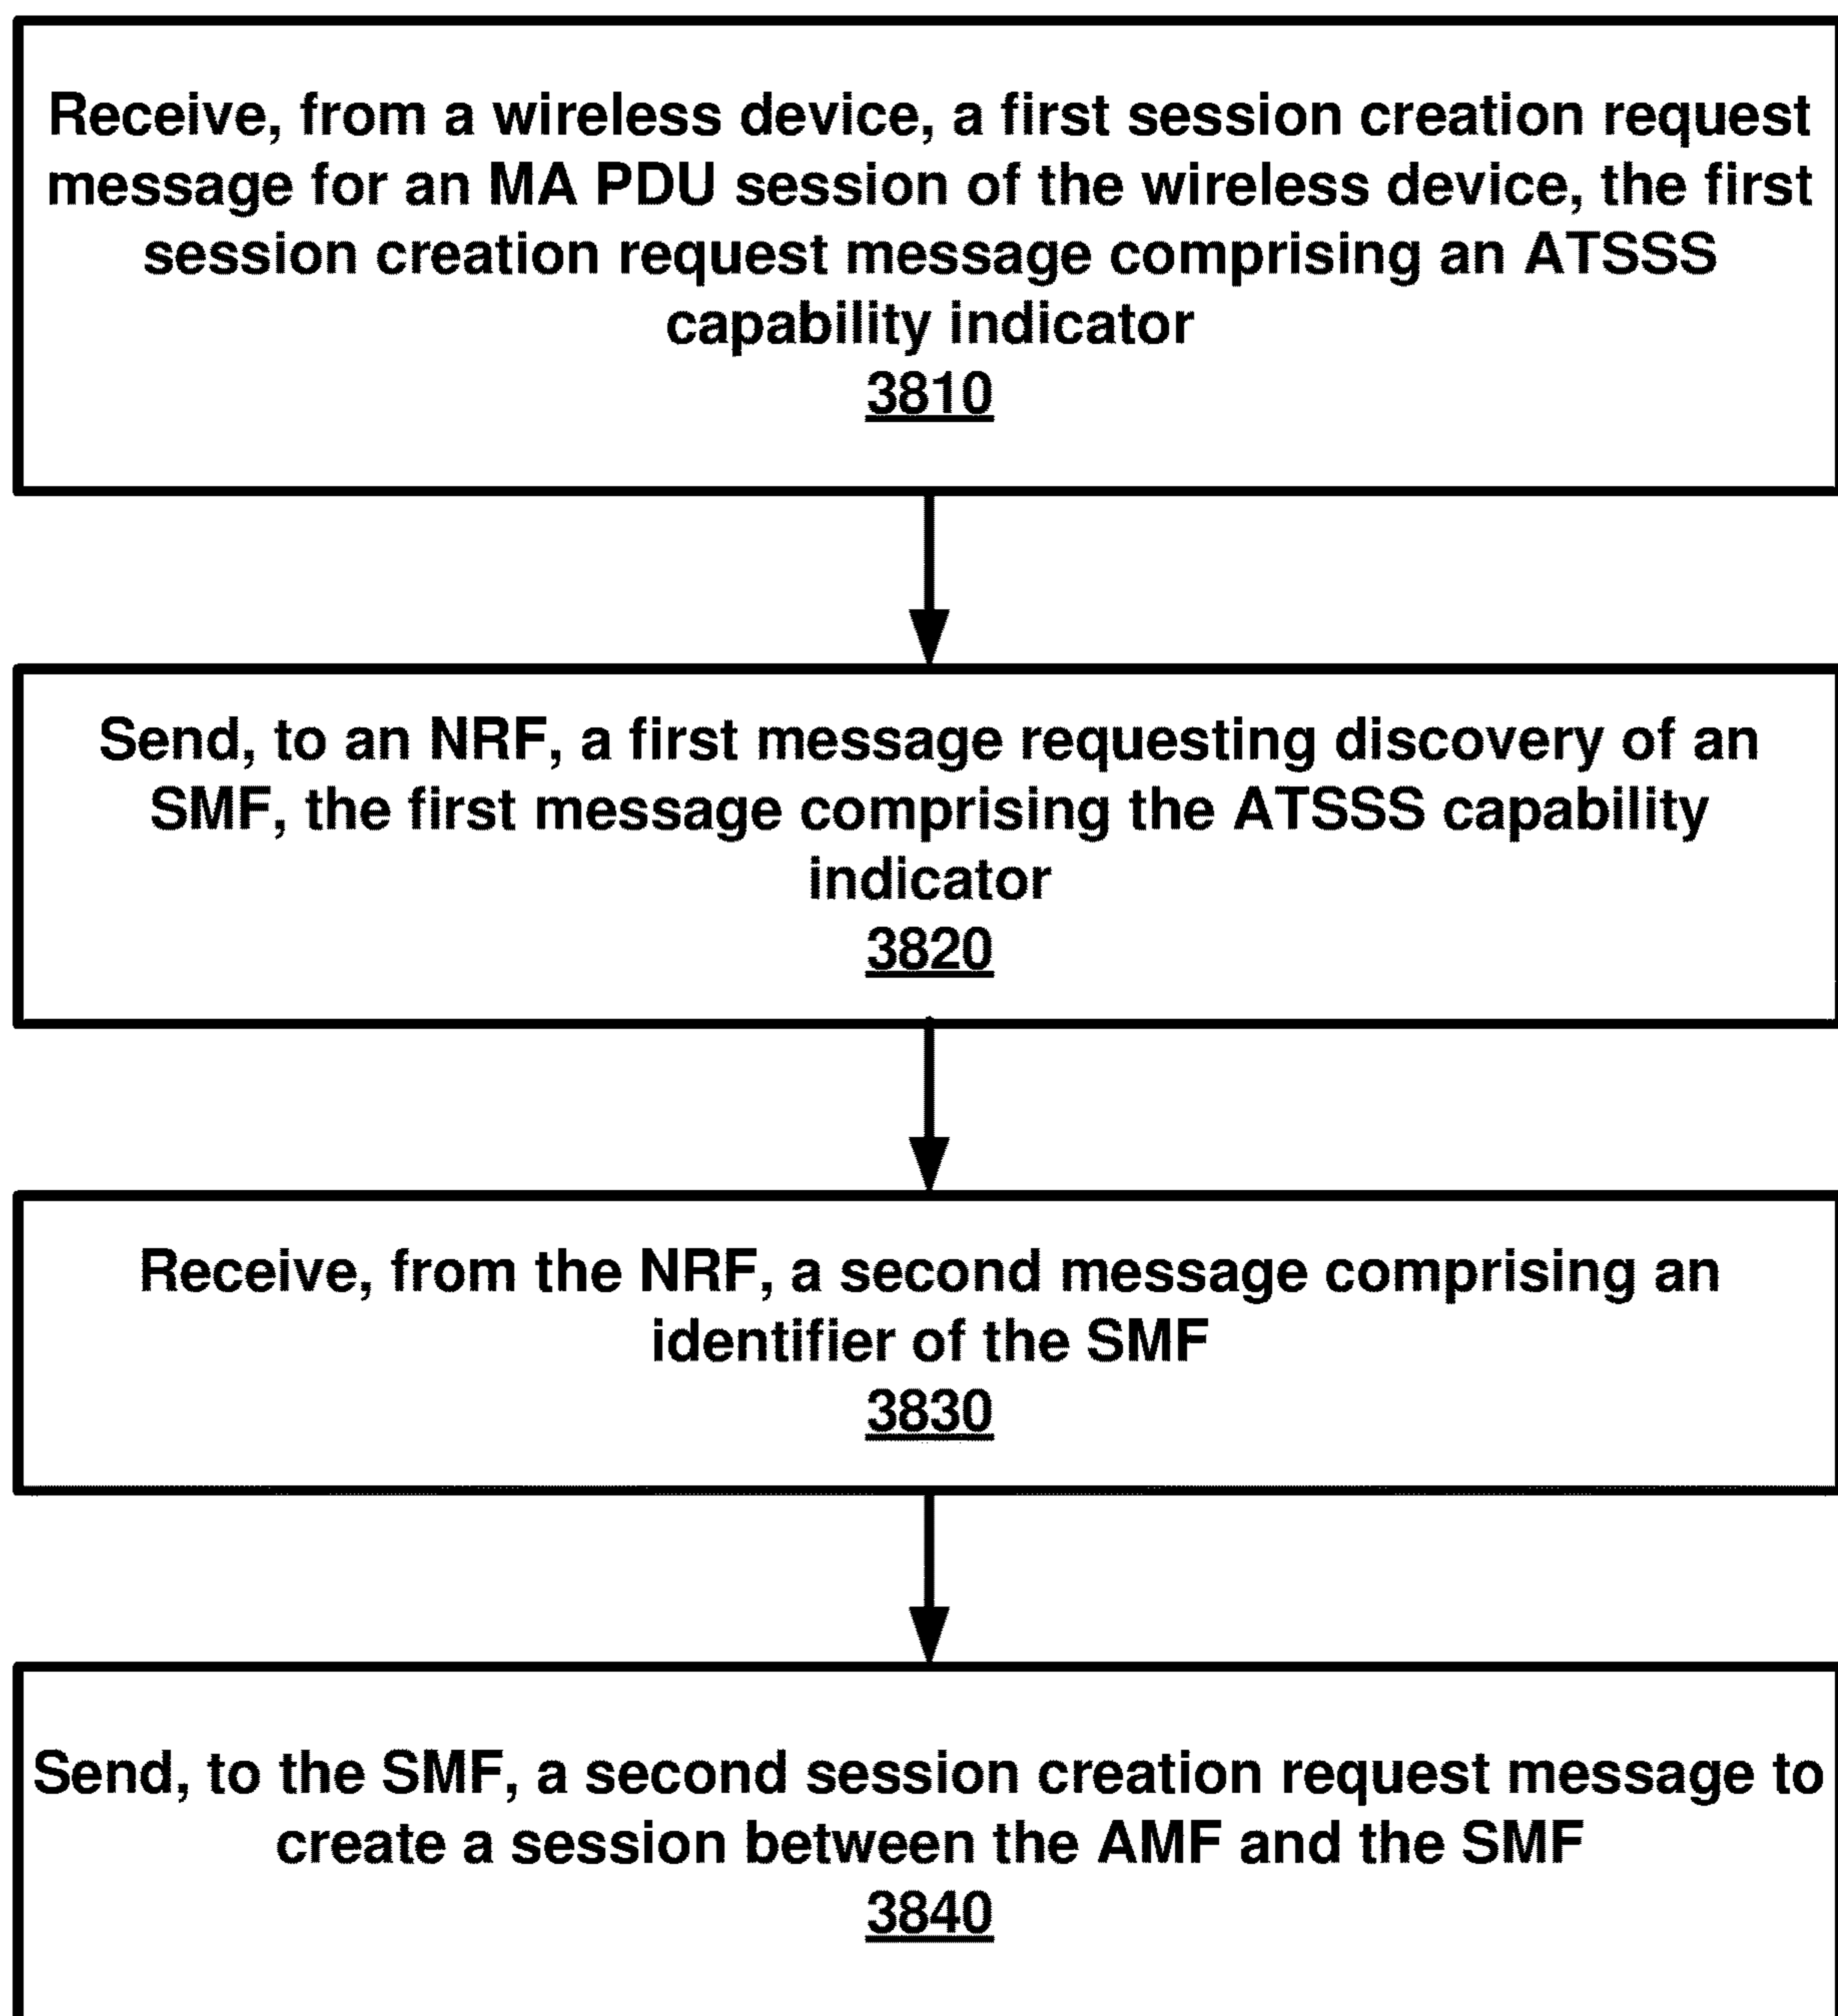 Receive, from a wireless device, a first session creation request
message for an MA PDU session of the wireless device, the first
session creation request message comprising an ATSSS
capability indicator
3810
Send, to an NRF, a first message requesting discovery of an
SMF, the first message comprising the ATSSS capability
indicator
3820
Receive, from the NRF, a second message comprising an
identifier of the SMF
3830
Send, to the SMF, a second session creation request message to
create a session between the AMF and the SMF
3840